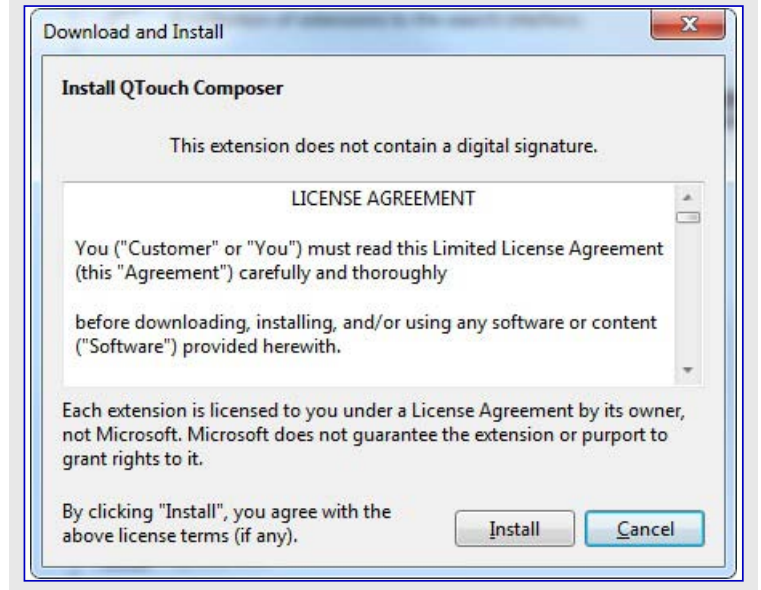 Download and Install
X
Install QTouch Composer
This extension does not contain a digital signature.
LICENSE AGREEMENT
You ("Customer" or "You") must read this Limited License Agreement
(this "Agreement") carefully and thoroughly
before downloading, installing, and/or using any software or content
("Software") provided herewith.
Each extension is licensed to you under a License Agreement by its owner,
not Microsoft. Microsoft does not guarantee the extension or purport to
grant rights to it.
By clicking "Install", you agree with the
above license terms (if any).
Install
Cancel